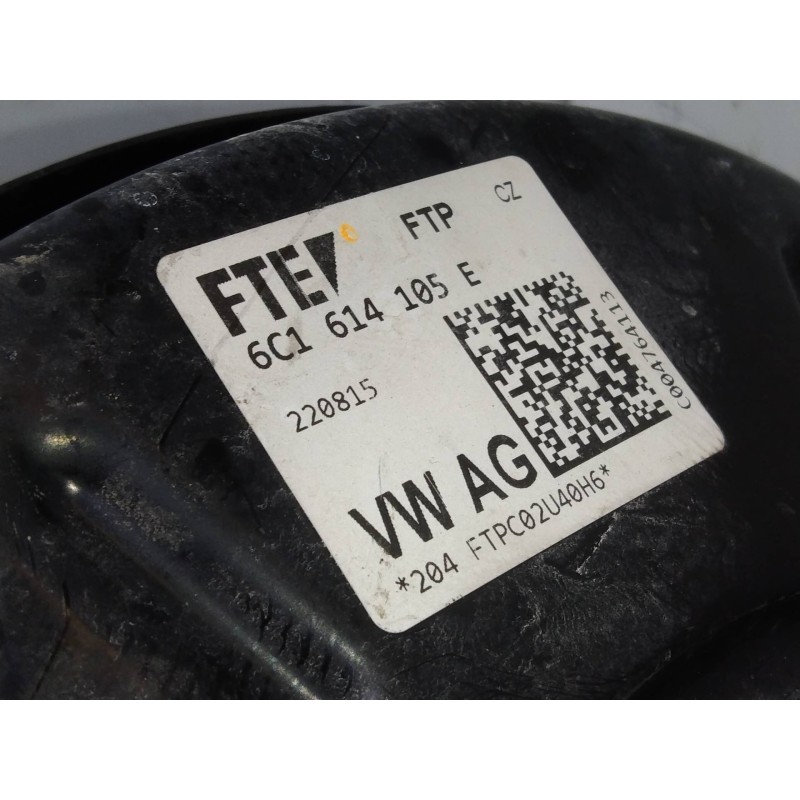 FTE FTP CZ
6C1 614 105 E
220815
VW AG
*204 FTPC02U40H6*
C004764113